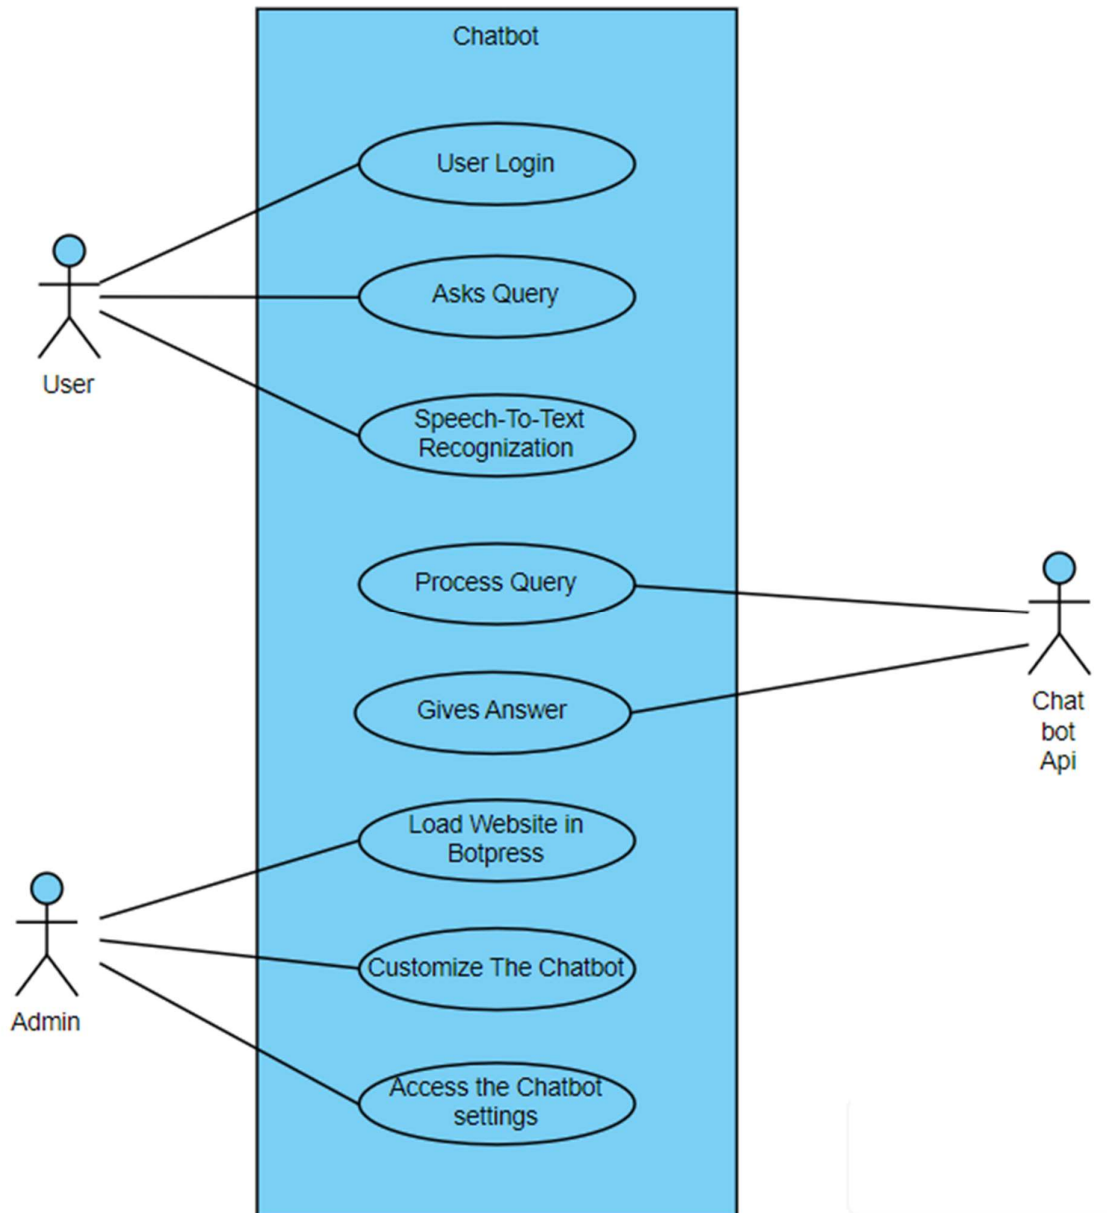 Chatbot
User Login
Asks Query
User
Speech-To-Text
Recognization
Process Query
Gives Answer
Chat
bot
Api
Load Website in
Botpress
Customize The Chatbot
Admin
Access the Chatbot
settings